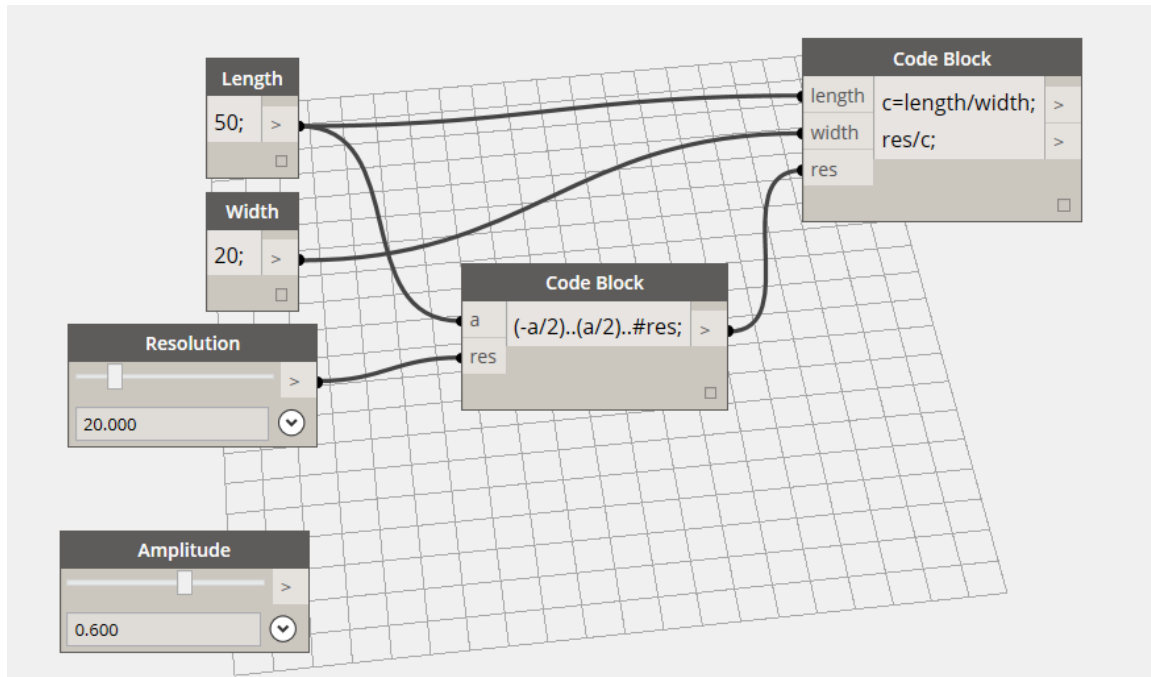 Length
50; >
Width
20; >
Resolution
>
20.000
Amplitude
>
0.600
Code Block
a (-a/2)..(a/2)..#res; >
res
Code Block
length c=length/width; >
width res/c; >
res